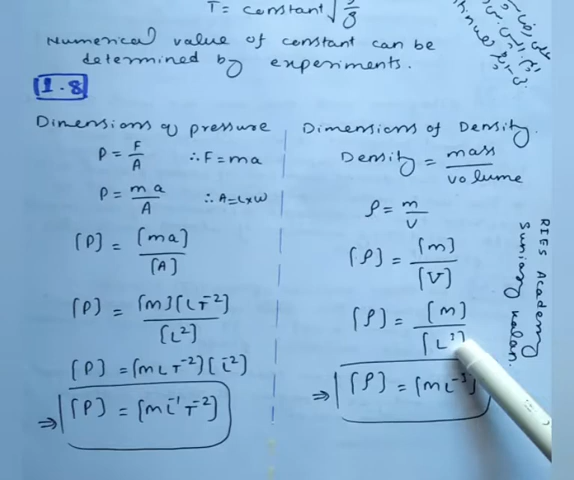 T = constant √
Numerical value of constant can be
determined by experiments.
1.8
Dimensions of pressure
P = F/A ∴ F = ma
P = ma/A ∴ A = L×W
[P] = [ma]/[A]
[P] = [M][LT⁻²]/[L²]
[P] = [MLT⁻²][L⁻²]
⇒ [P] = [ML⁻¹T⁻²]
Dimensions of Density.
Density = mass/volume
ρ = m/V
[ρ] = [m]/[V]
[ρ] = [M]/[L³]
⇒ [ρ] = [ML⁻³]
RIES Academy